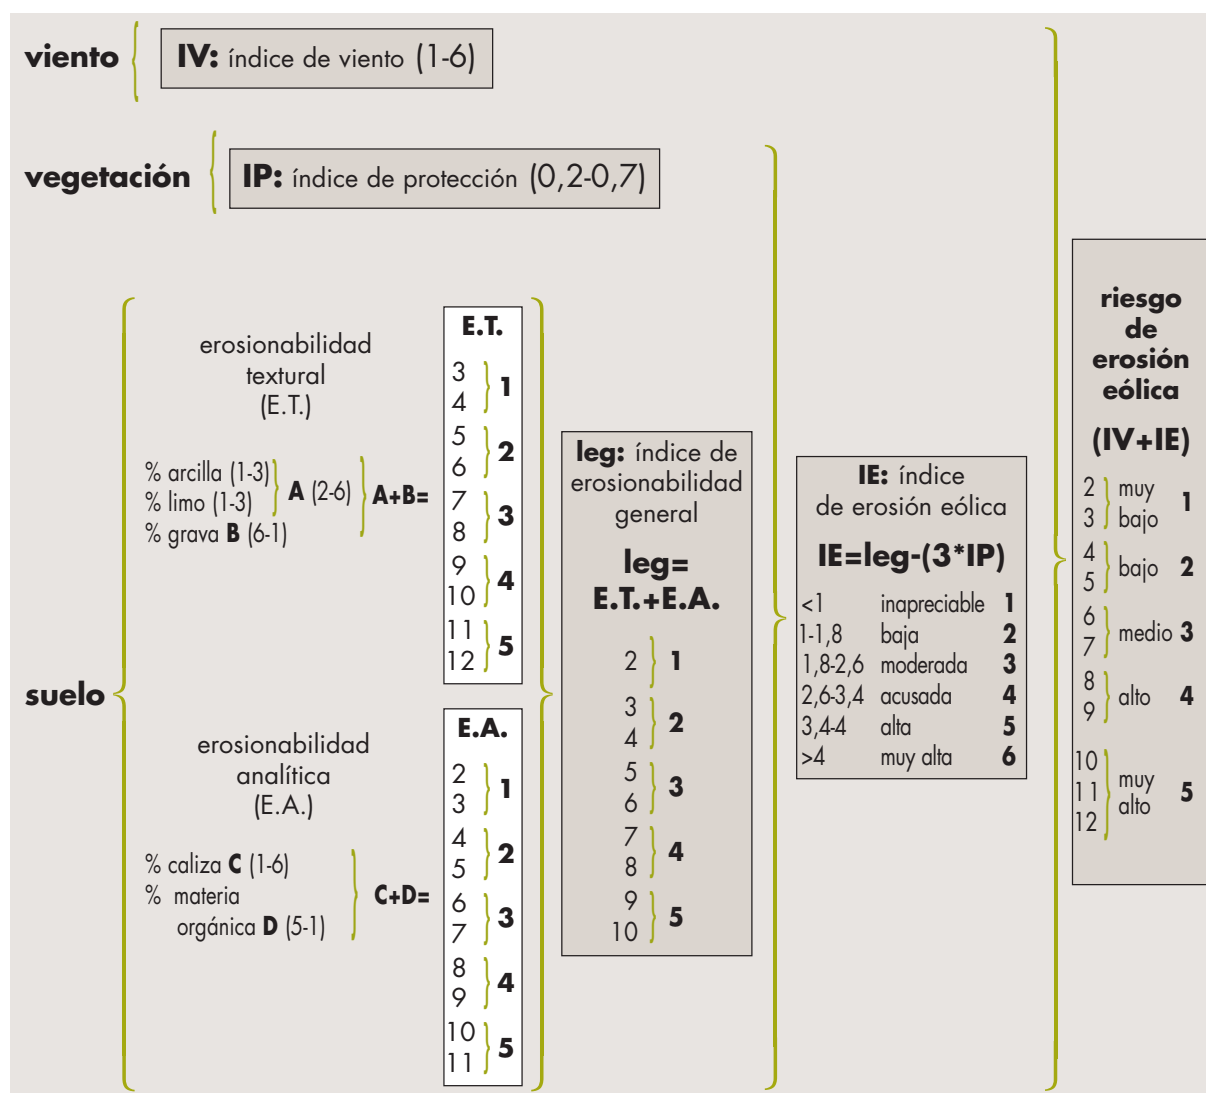 viento
IV: índice de viento (1-6)
vegetación
IP: índice de protección (0,2-0,7)
suelo
erosionabilidad
textural
(E.T.)
% arcilla (1-3)
% limo (1-3)
A (2-6)
% grava B (6-1)
A+B=
E.T.
3
4
1
5
6
2
7
8
3
9
10
4
11
12
5
erosionabilidad
analítica
(E.A.)
% caliza C (1-6)
% materia
orgánica D (5-1)
C+D=
E.A.
2
3
1
4
5
2
6
7
3
8
9
4
10
11
5
leg: índice de
erosionabilidad
general
leg=
E.T.+E.A.
2 1
3
4
2
5
6
3
7
8
4
9
10
5
IE: índice
de erosión eólica
IE=leg-(3*IP)
<1 inapreciable 1
1-1,8 baja 2
1,8-2,6 moderada 3
2,6-3,4 acusada 4
3,4-4 alta 5
>4 muy alta 6
riesgo
de
erosión
eólica
(IV+IE)
2
3
muy
bajo
1
4
5
bajo 2
6
7
medio 3
8
9
alto 4
10
11
12
muy
alto
5